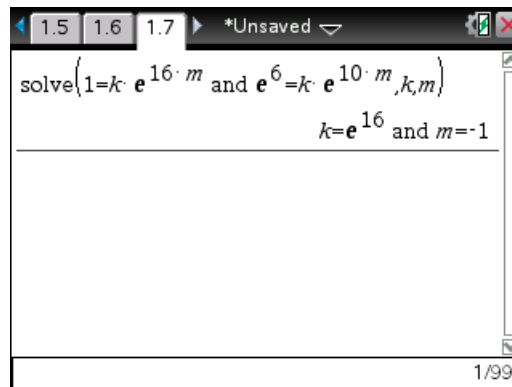 1.5 1.6 1.7 *Unsaved
solve(1=k· e^16· m and e^6=k· e^10· m,k,m)
k=e^16 and m=-1
1/99